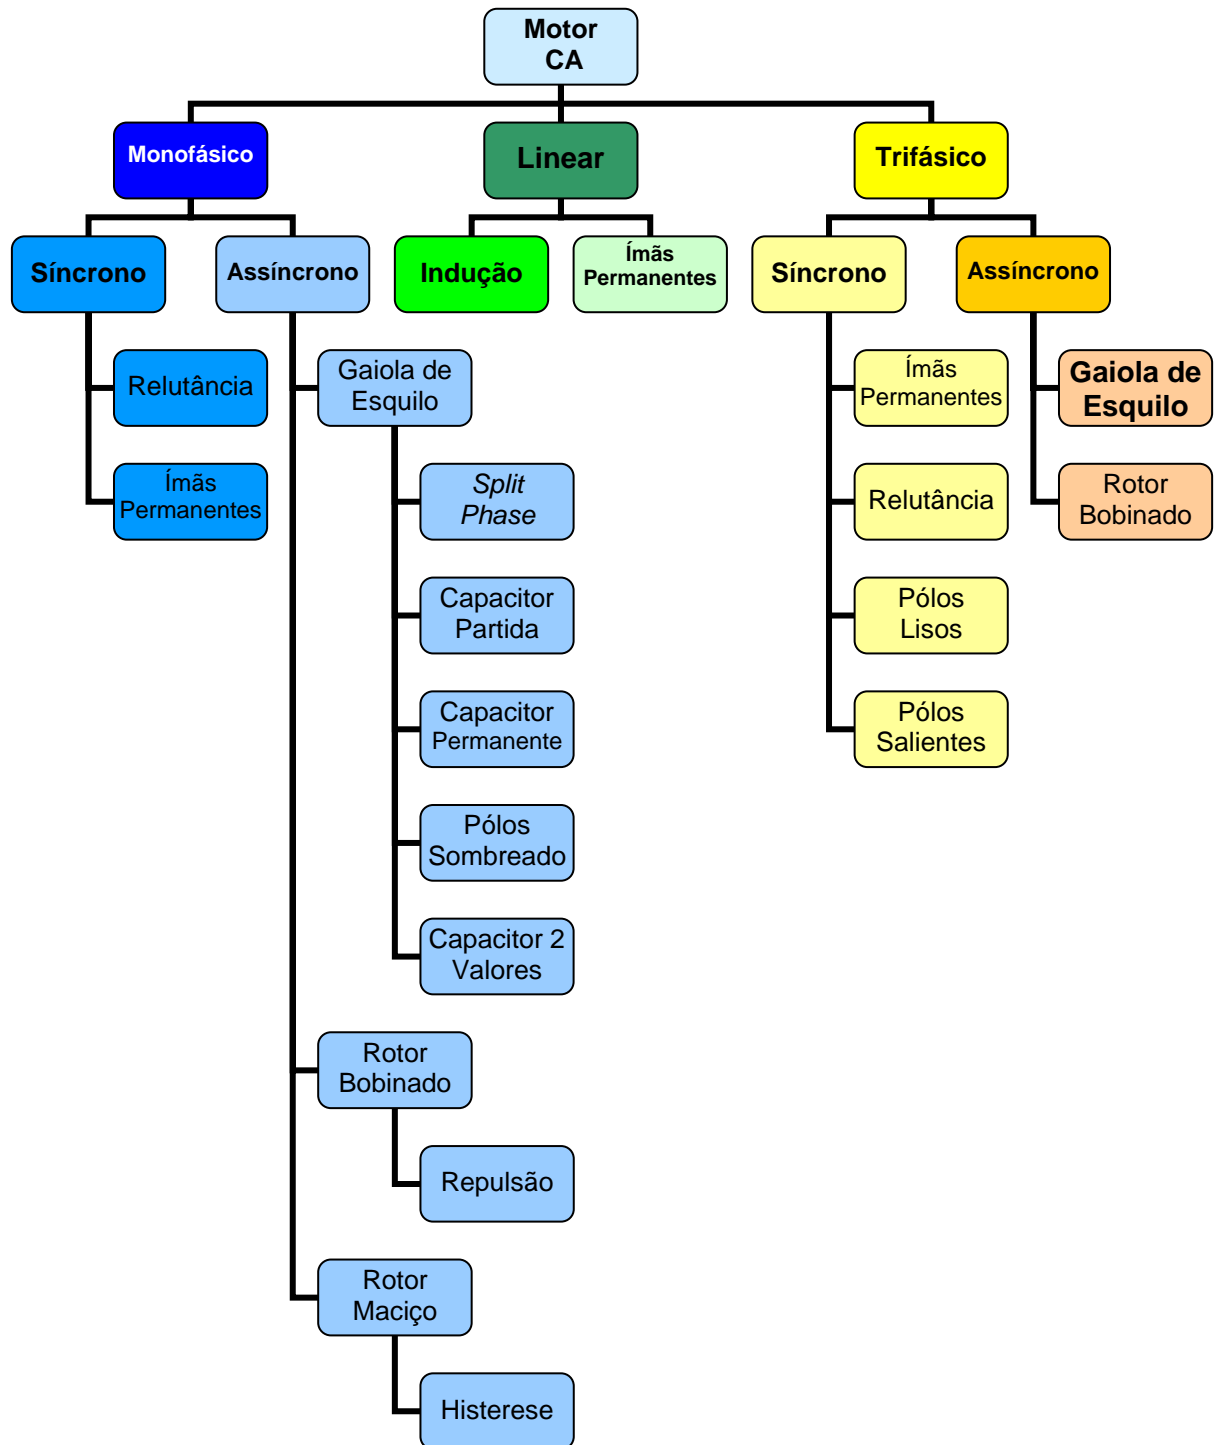 Motor
CA
Monofásico
Linear
Trifásico
Síncrono
Assíncrono
Indução
Ímãs
Permanentes
Síncrono
Assíncrono
Relutância
Gaiola de
Esquilo
Ímãs
Permanentes
Gaiola de
Esquilo
Ímãs
Permanentes
Split
Phase
Relutância
Rotor
Bobinado
Capacitor
Partida
Pólos
Lisos
Capacitor
Permanente
Pólos
Salientes
Pólos
Sombreado
Capacitor 2
Valores
Rotor
Bobinado
Repulsão
Rotor
Maciço
Histerese